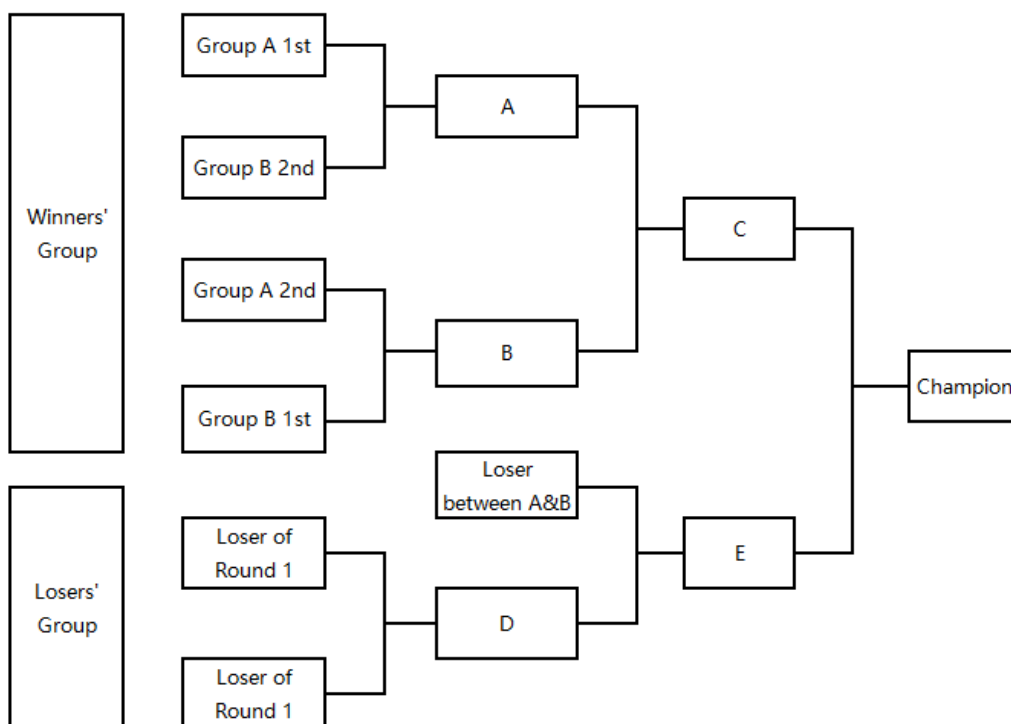 Group A 1st
A
Group B 2nd
Winners'
Group
C
Group A 2nd
B
Champion
Group B 1st
Loser
between A&B
Loser of
Round 1
E
Losers'
Group
D
Loser of
Round 1